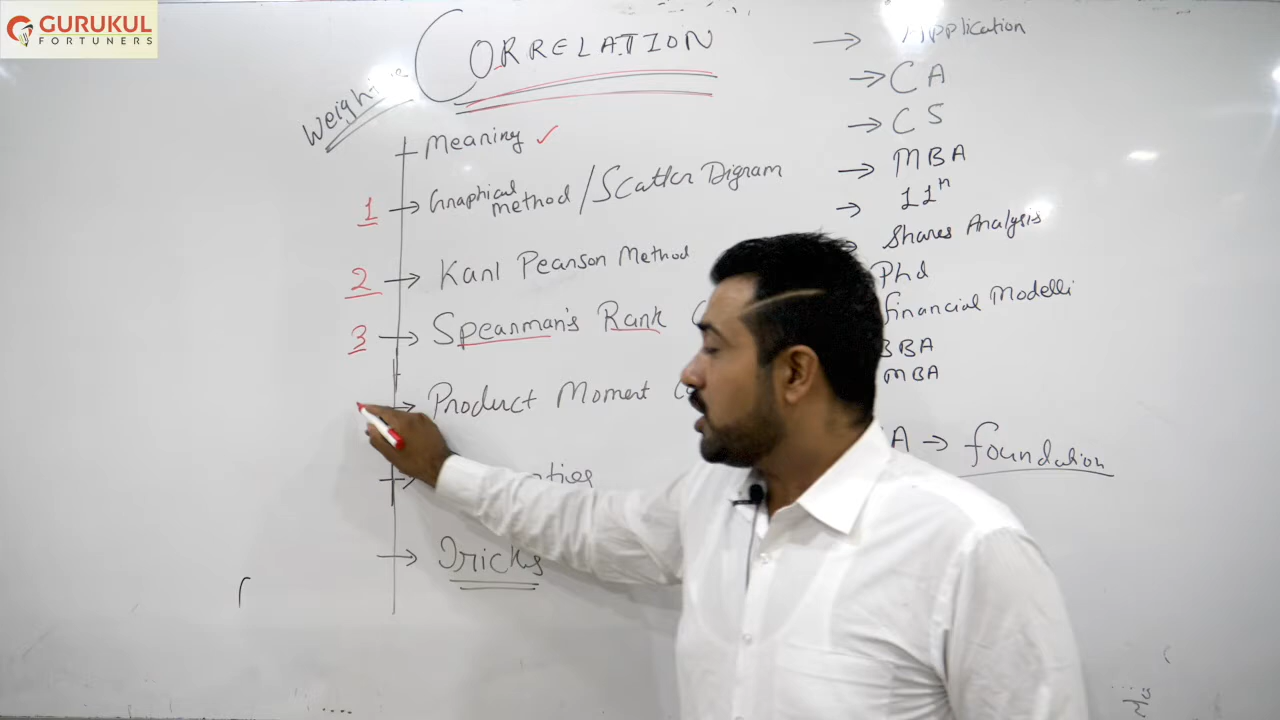 GURUKUL
FORTUNERS
CORRELATION
Meaning ✓
1 → Graphical method / Scatter Digram
2 → Karl Pearson Method
3 → Spearman's Rank
→ Product Moment
→ Tricks
→ Application
→ CA
→ CS
→ MBA
→ 11th
Shares Analysis
Phd
financial Modelli
BBA
MBA
A → foundation